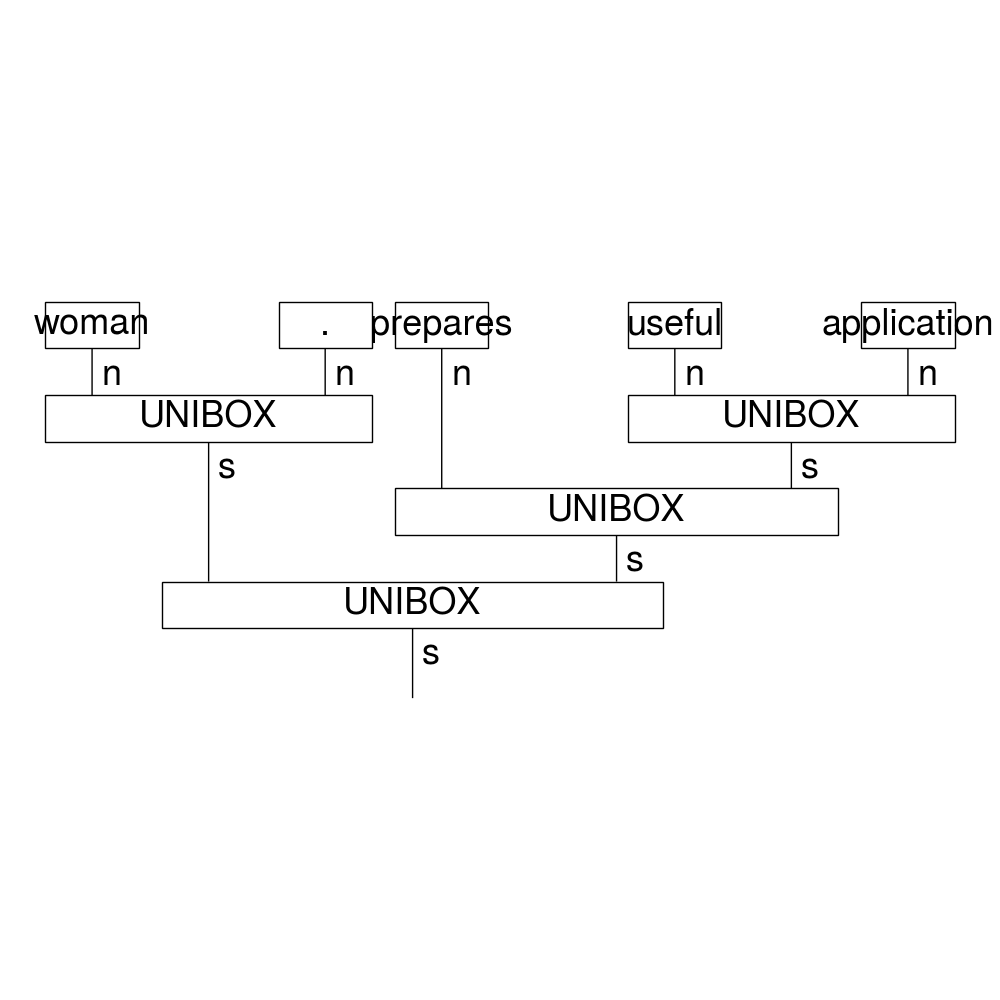 woman . prepares useful application
n n n n n
UNIBOX UNIBOX
s s
UNIBOX
s
UNIBOX
s